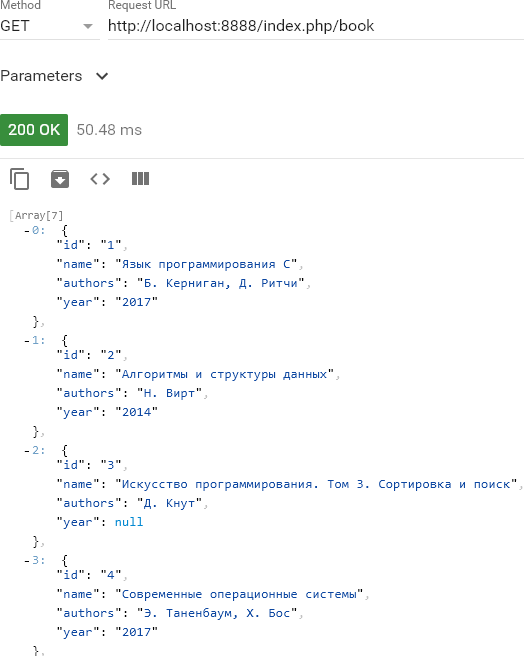 Method
Request URL
GET
http://localhost:8888/index.php/book
Parameters
200 OK 50.48 ms
[Array[7]
-0: {
"id": "1",
"name": "Язык программирования C",
"authors": "Б. Керниган, Д. Ритчи",
"year": "2017"
},
-1: {
"id": "2",
"name": "Алгоритмы и структуры данных",
"authors": "Н. Вирт",
"year": "2014"
},
-2: {
"id": "3",
"name": "Искусство программирования. Том 3. Сортировка и поиск",
"authors": "Д. Кнут",
"year": null
},
-3: {
"id": "4",
"name": "Современные операционные системы",
"authors": "Э. Таненбаум, Х. Бос",
"year": "2017"
},